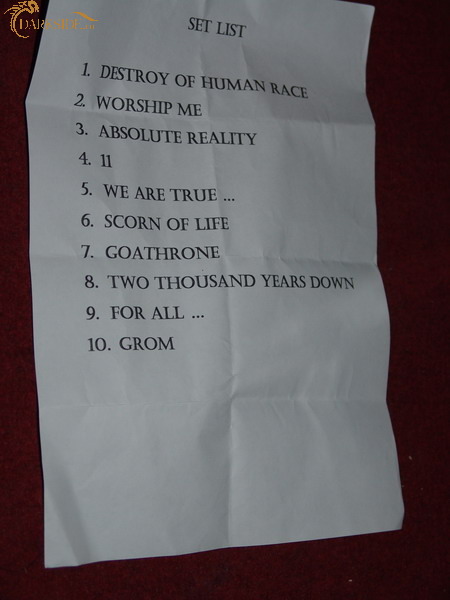 SET LIST
1. DESTROY OF HUMAN RACE
2. WORSHIP ME
3. ABSOLUTE REALITY
4. 11
5. WE ARE TRUE ...
6. SCORN OF LIFE
7. GOATHRONE
8. TWO THOUSAND YEARS DOWN
9. FOR ALL ...
10. GROM